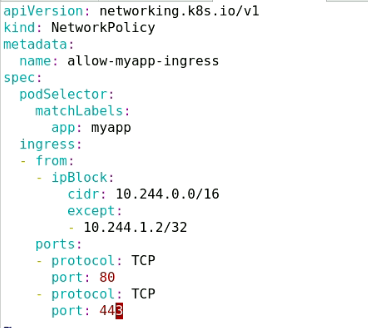 apiVersion: networking.k8s.io/v1
kind: NetworkPolicy
metadata:
  name: allow-myapp-ingress
spec:
  podSelector:
    matchLabels:
      app: myapp
  ingress:
  - from:
    - ipBlock:
        cidr: 10.244.0.0/16
        except:
        - 10.244.1.2/32
    ports:
    - protocol: TCP
      port: 80
    - protocol: TCP
      port: 443